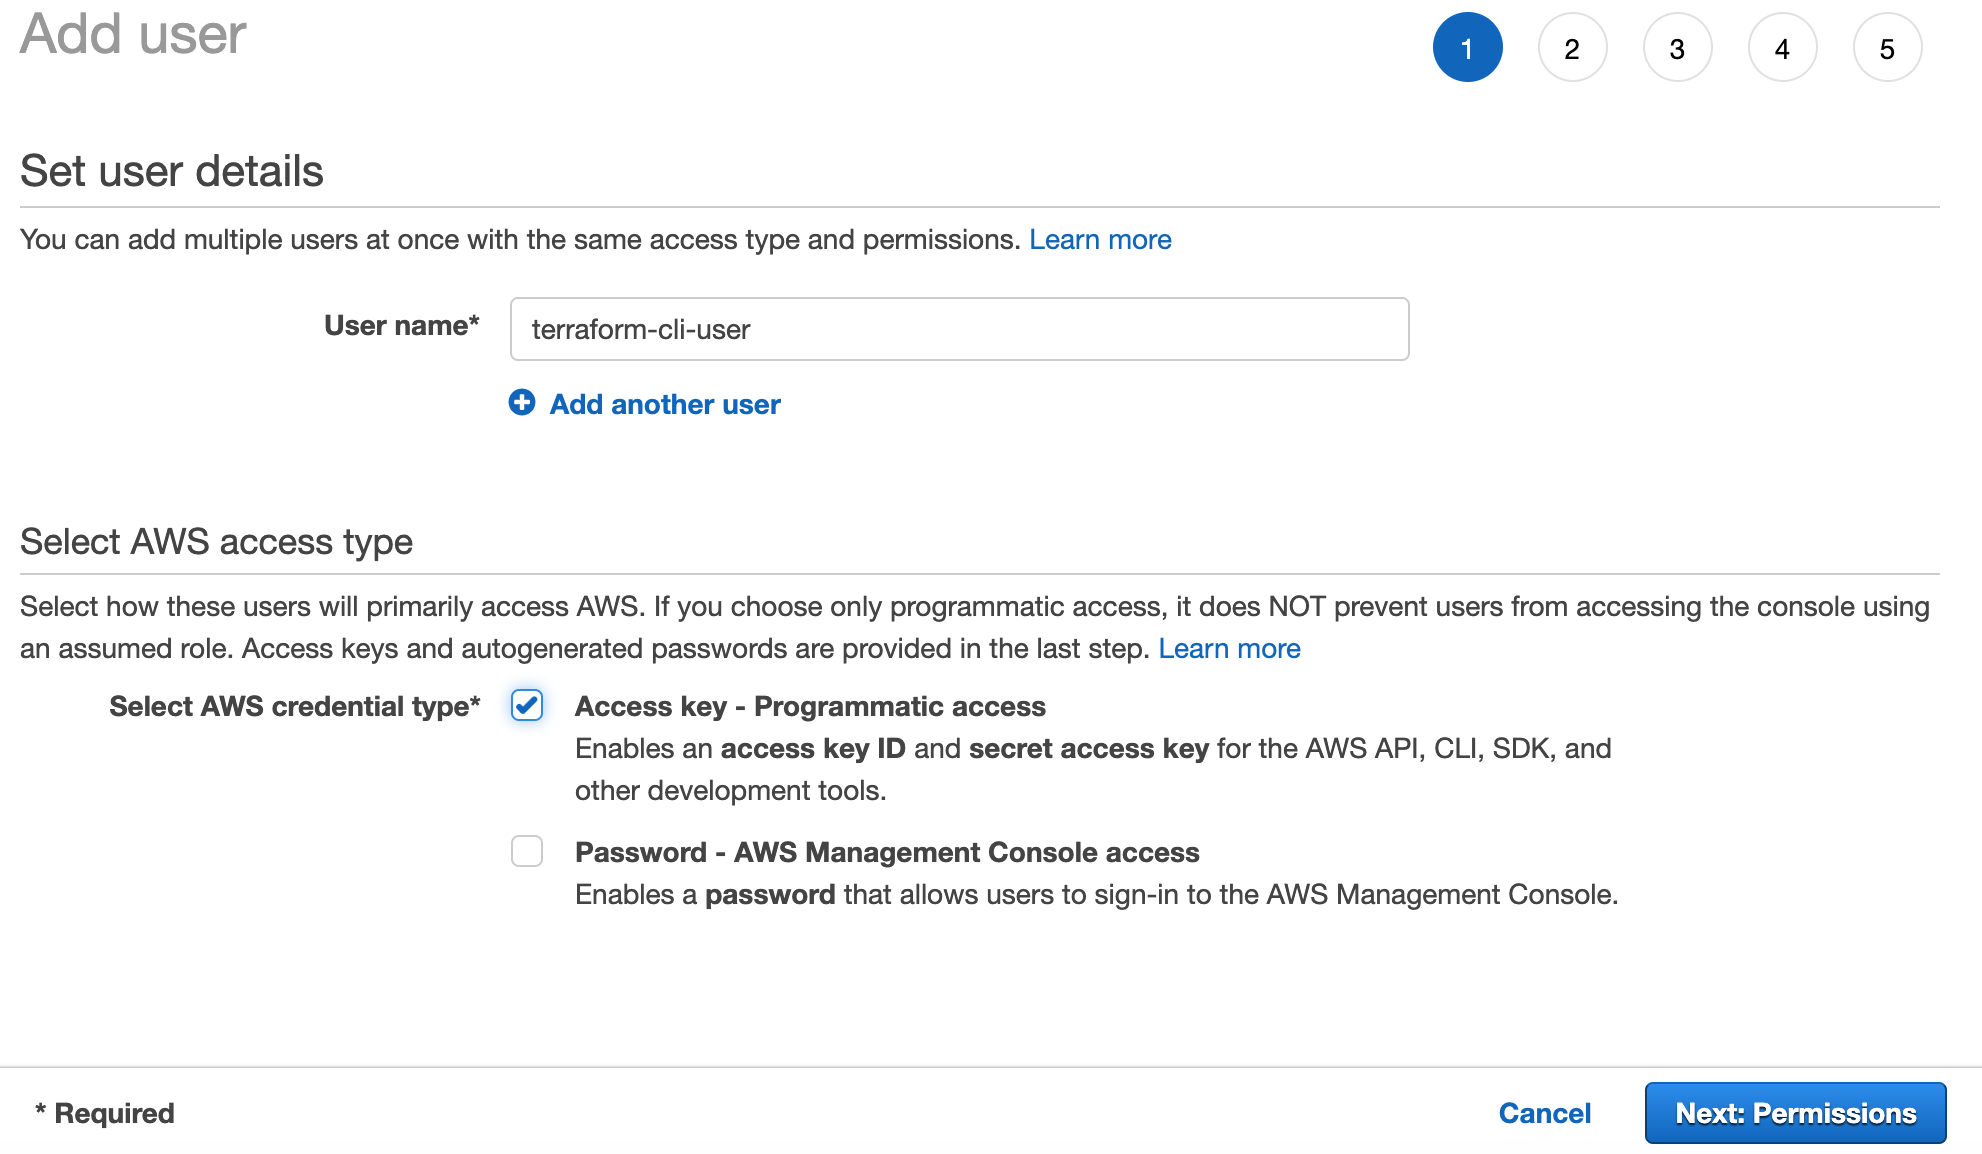 Add user
1 2 3 4 5
Set user details
You can add multiple users at once with the same access type and permissions. Learn more
User name* terraform-cli-user
Add another user
Select AWS access type
Select how these users will primarily access AWS. If you choose only programmatic access, it does NOT prevent users from accessing the console using
an assumed role. Access keys and autogenerated passwords are provided in the last step. Learn more
Select AWS credential type* Access key - Programmatic access
Enables an access key ID and secret access key for the AWS API, CLI, SDK, and
other development tools.
Password - AWS Management Console access
Enables a password that allows users to sign-in to the AWS Management Console.
* Required Cancel Next: Permissions